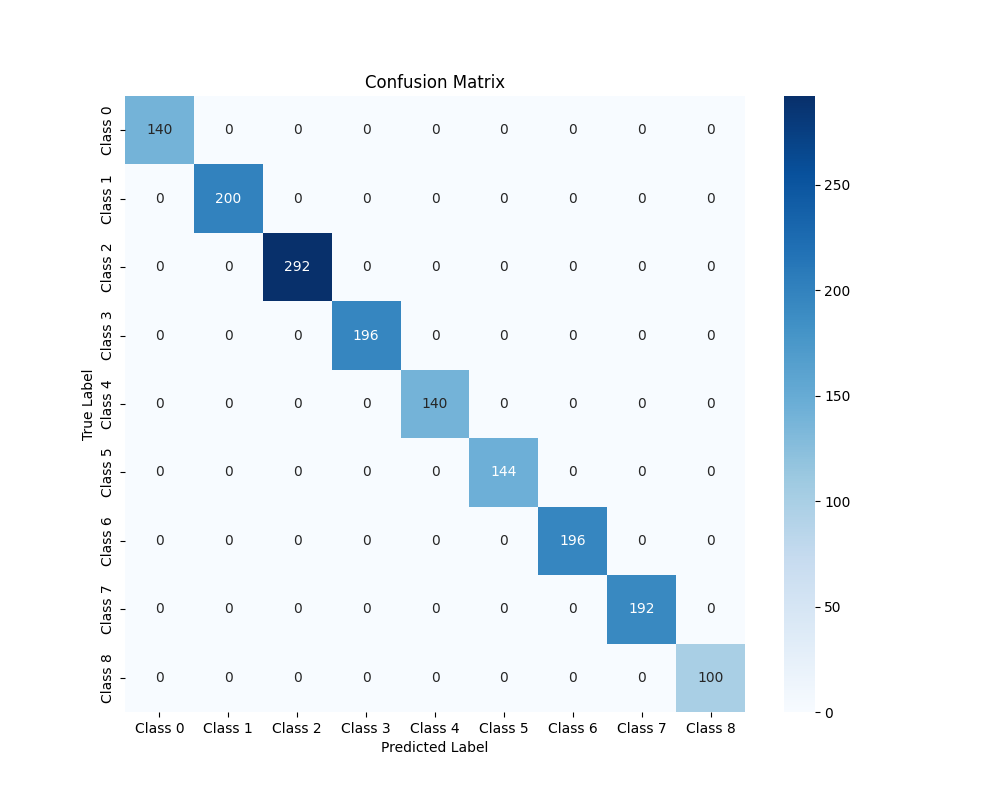 Confusion Matrix
Class 0 140 0 0 0 0 0 0 0 0
Class 1 0 200 0 0 0 0 0 0 0
Class 2 0 0 292 0 0 0 0 0 0
Class 3 0 0 0 196 0 0 0 0 0
Class 4 0 0 0 0 140 0 0 0 0
Class 5 0 0 0 0 0 144 0 0 0
Class 6 0 0 0 0 0 0 196 0 0
Class 7 0 0 0 0 0 0 0 192 0
Class 8 0 0 0 0 0 0 0 0 100
Class 0 Class 1 Class 2 Class 3 Class 4 Class 5 Class 6 Class 7 Class 8
Predicted Label
True Label
250
200
150
100
50
0